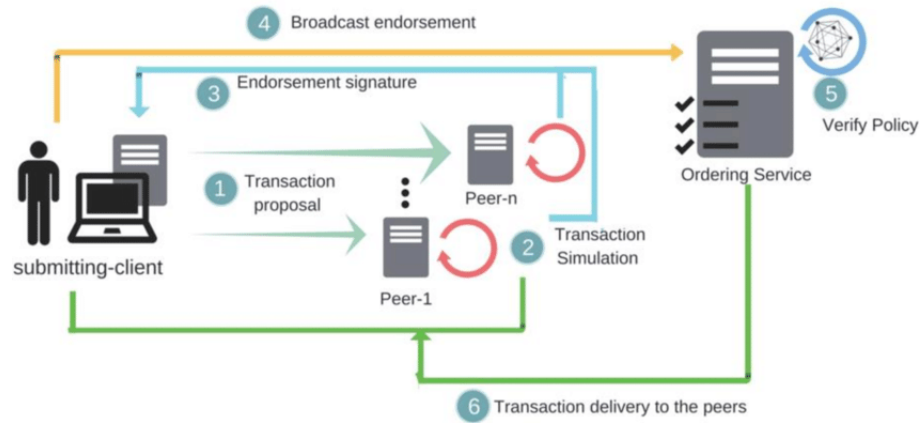 4 Broadcast endorsement
3 Endorsement signature
5
Verify Policy
Ordering Service
1 Transaction
proposal
Peer-n
2 Transaction
Simulation
submitting-client
Peer-1
6 Transaction delivery to the peers